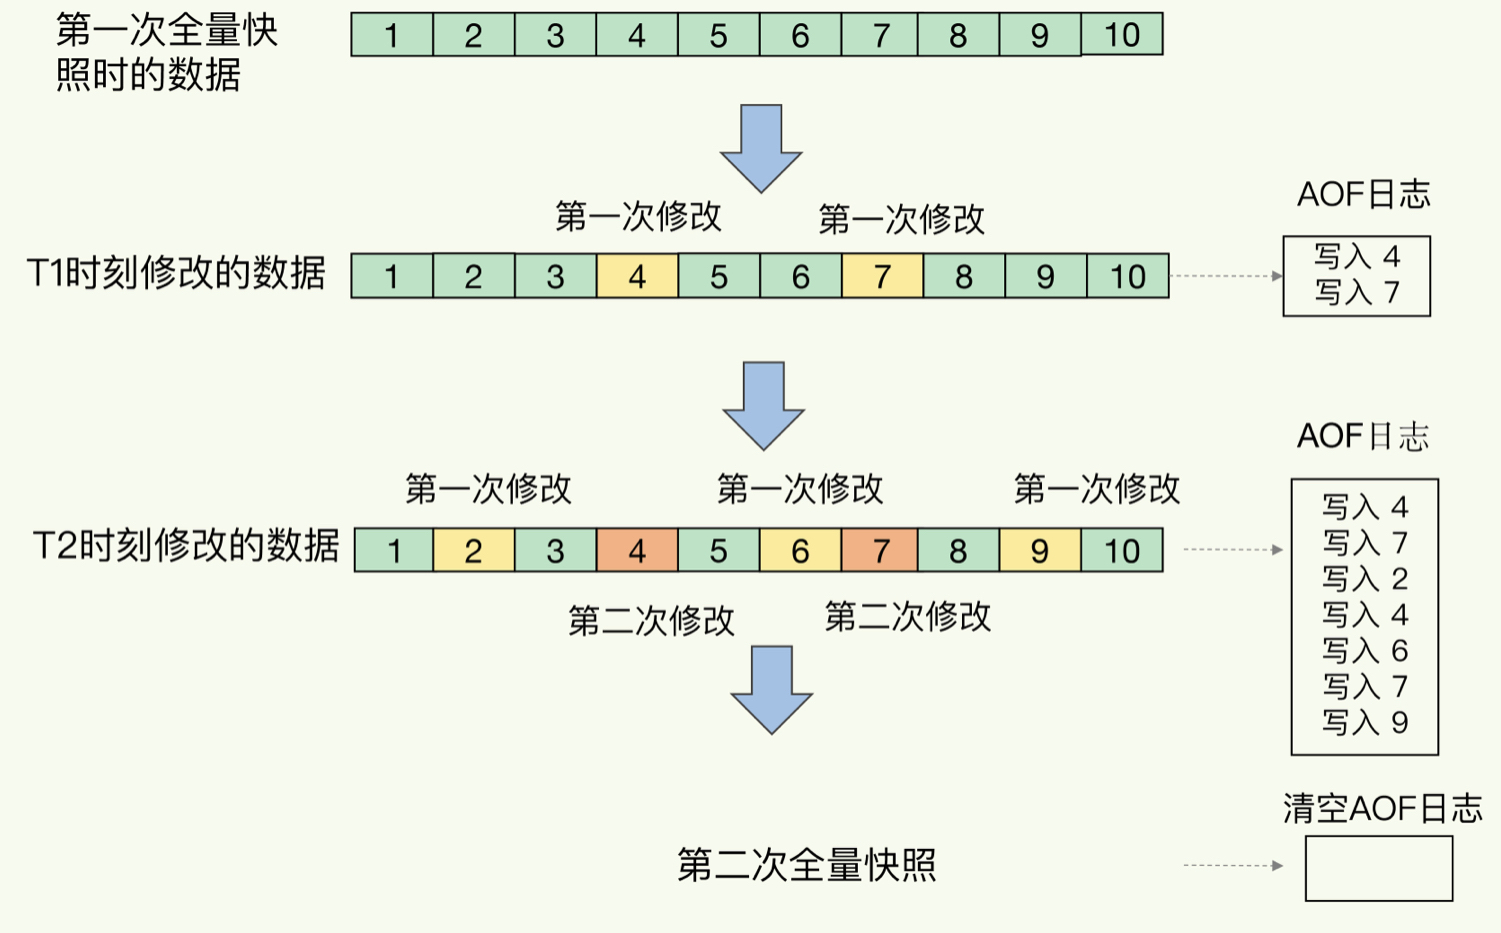 第一次全量快
照时的数据
1 2 3 4 5 6 7 8 9 10
第一次修改 第一次修改
AOF日志
T1时刻修改的数据
1 2 3 4 5 6 7 8 9 10
写入 4
写入 7
AOF日志
第一次修改 第一次修改 第一次修改
T2时刻修改的数据
1 2 3 4 5 6 7 8 9 10
第二次修改 第二次修改
写入 4
写入 7
写入 2
写入 4
写入 6
写入 7
写入 9
清空AOF日志
第二次全量快照